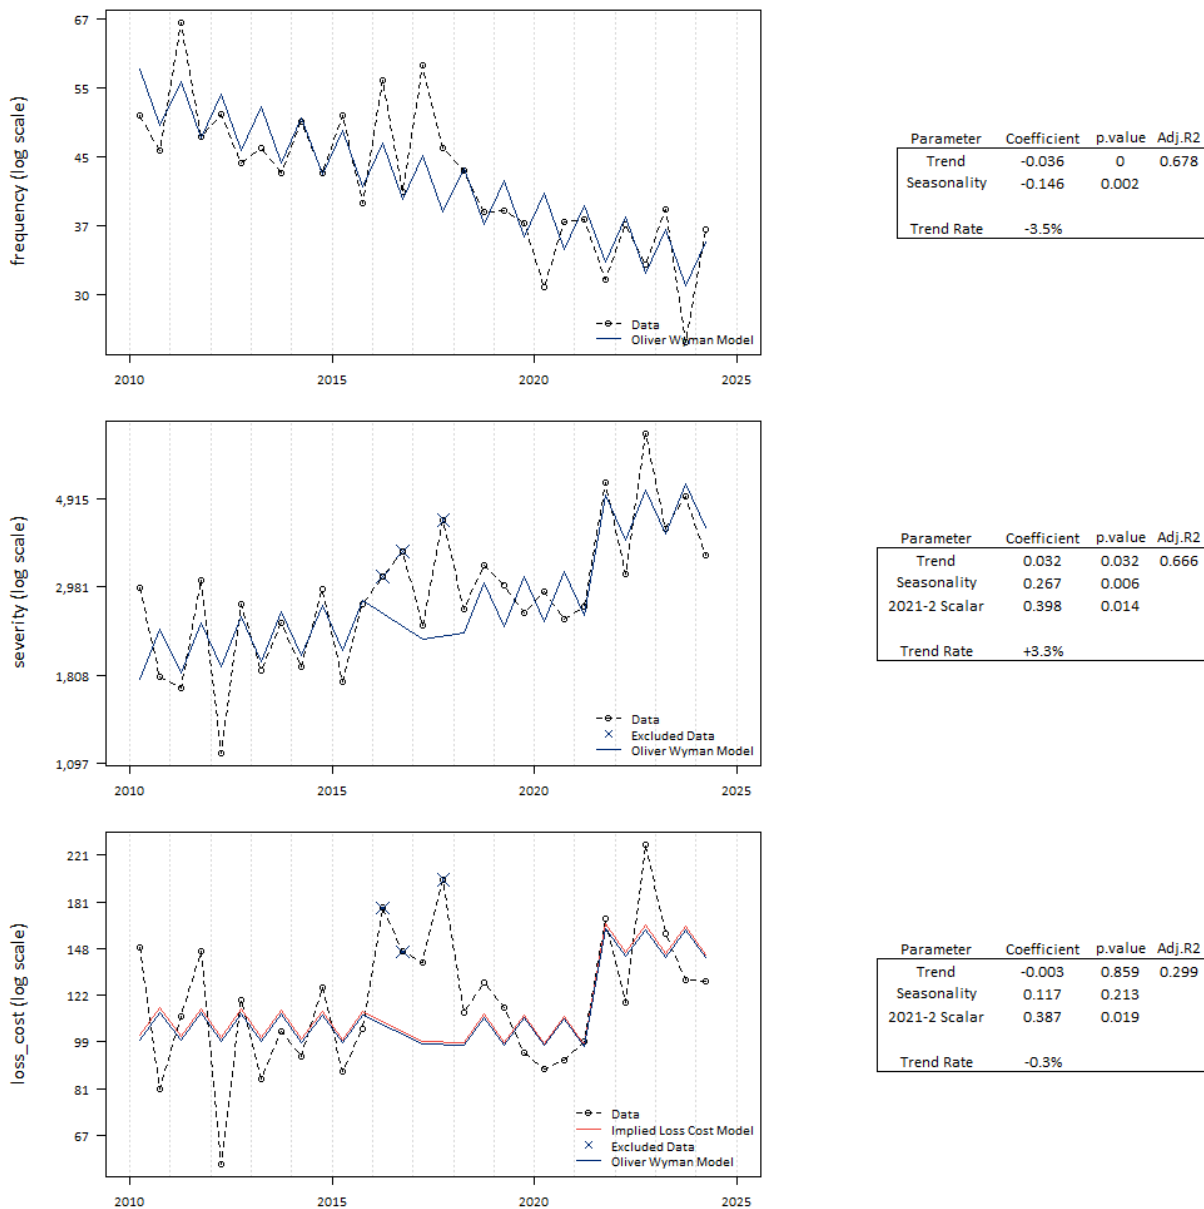 67
55
45
37
30
frequency (log scale)
Data
Oliver Wyman Model
2010 2015 2020 2025
Parameter Coefficient p.value Adj.R2
Trend -0.036 0 0.678
Seasonality -0.146 0.002
Trend Rate -3.5%
4,915
2,981
1,808
1,097
severity (log scale)
Data
Excluded Data
Oliver Wyman Model
2010 2015 2020 2025
Parameter Coefficient p.value Adj.R2
Trend 0.032 0.032 0.666
Seasonality 0.267 0.006
2021-2 Scalar 0.398 0.014
Trend Rate +3.3%
221
181
148
122
99
81
67
loss_cost (log scale)
Data
Implied Loss Cost Model
Excluded Data
Oliver Wyman Model
2010 2015 2020 2025
Parameter Coefficient p.value Adj.R2
Trend -0.003 0.859 0.299
Seasonality 0.117 0.213
2021-2 Scalar 0.387 0.019
Trend Rate -0.3%